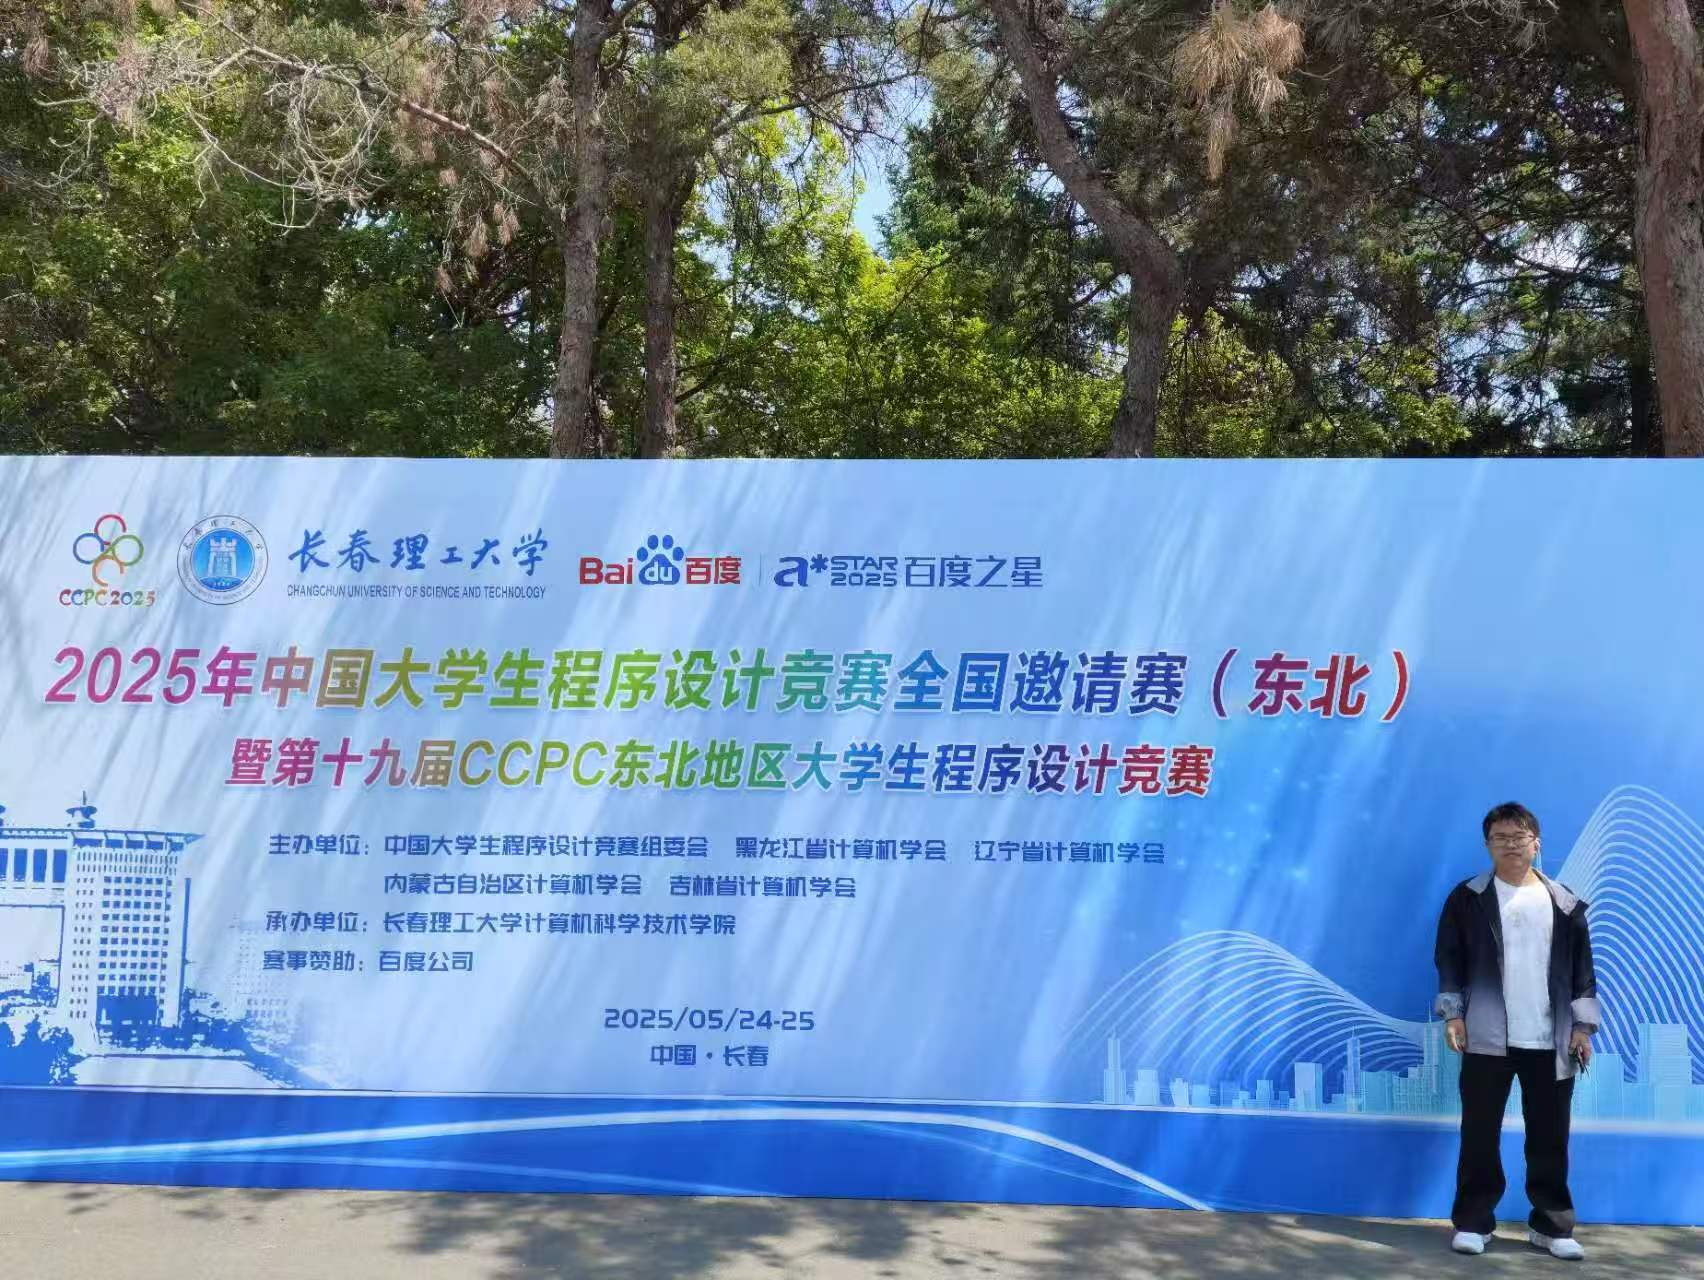 CCPC 2025
长春理工大学
CHANGCHUN UNIVERSITY OF SCIENCE AND TECHNOLOGY
Bai du 百度
a*STAR 2025 百度之星
2025年中国大学生程序设计竞赛全国邀请赛（东北）
暨第十九届CCPC东北地区大学生程序设计竞赛
主办单位：中国大学生程序设计竞赛组委会 黑龙江省计算机学会 辽宁省计算机学会
内蒙古自治区计算机学会 吉林省计算机学会
承办单位：长春理工大学计算机科学技术学院
赛事赞助：百度公司
2025/05/24-25
中国·长春